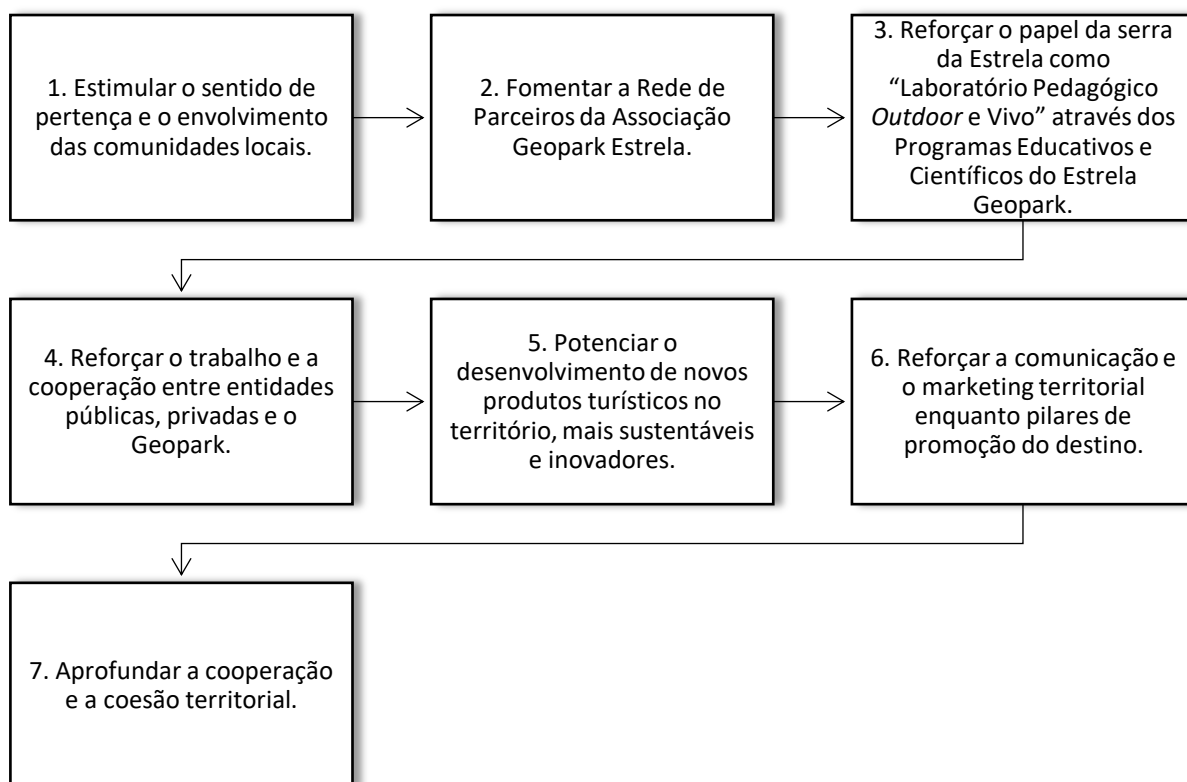 1. Estimular o sentido de
pertença e o envolvimento
das comunidades locais.
2. Fomentar a Rede de
Parceiros da Associação
Geopark Estrela.
3. Reforçar o papel da serra
da Estrela como
“Laboratório Pedagógico
Outdoor e Vivo” através dos
Programas Educativos e
Científicos do Estrela
Geopark.
4. Reforçar o trabalho e a
cooperação entre entidades
públicas, privadas e o
Geopark.
5. Potenciar o
desenvolvimento de novos
produtos turísticos no
território, mais sustentáveis
e inovadores.
6. Reforçar a comunicação e
o marketing territorial
enquanto pilares de
promoção do destino.
7. Aprofundar a cooperação
e a coesão territorial.